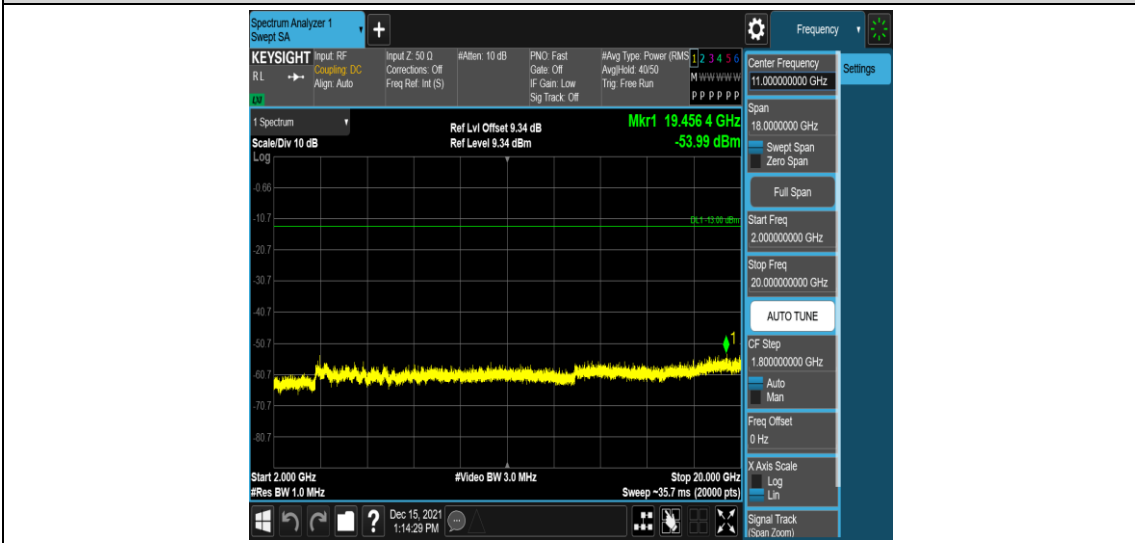 Spectrum Analyzer 1
Swept SA
+
Frequency
KEYSIGHT
RL
LXI
Input: RF
Coupling: DC
Align: Auto
Input Z: 50 Ω
Corrections: Off
Freq Ref: Int (S)
#Atten: 10 dB
PNO: Fast
Gate: Off
IF Gain: Low
Sig Track: Off
#Avg Type: Power (RMS
Avg|Hold: 40/50
Trig: Free Run
1 2 3 4 5 6
M W W W W W
P P P P P P
1 Spectrum
Scale/Div 10 dB
Log
Ref Lvl Offset 9.34 dB
Ref Level 9.34 dBm
Mkr1 19.456 4 GHz
-53.99 dBm
-0.66
-10.7
DL1 -13.00 dBm
-20.7
-30.7
-40.7
-50.7
1
-60.7
-70.7
-80.7
Start 2.000 GHz
#Res BW 1.0 MHz
#Video BW 3.0 MHz
Stop 20.000 GHz
Sweep ~35.7 ms (20000 pts)
?
Dec 15, 2021
1:14:29 PM
Center Frequency
11.000000000 GHz
Settings
Span
18.0000000 GHz
Swept Span
Zero Span
Full Span
Start Freq
2.000000000 GHz
Stop Freq
20.000000000 GHz
AUTO TUNE
CF Step
1.800000000 GHz
Auto
Man
Freq Offset
0 Hz
X Axis Scale
Log
Lin
Signal Track
(Span Zoom)